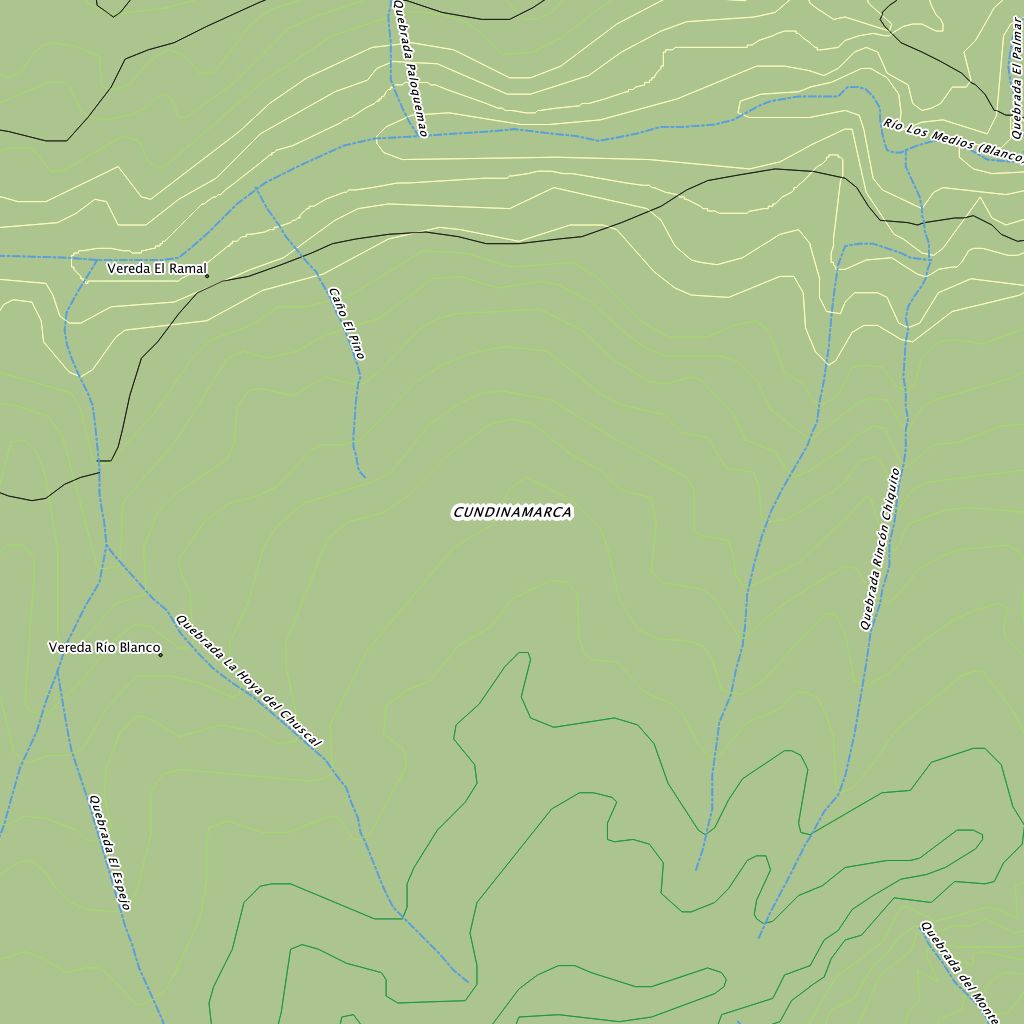 Quebrada Paloquemao
Quebrada El Palmar
Río Los Medios (Blanco)
Vereda El Ramal
Caño El Pino
CUNDINAMARCA
Quebrada Rincón Chiquito
Vereda Río Blanco
Quebrada La Hoya del Chuscal
Quebrada El Espejo
Quebrada del Monte